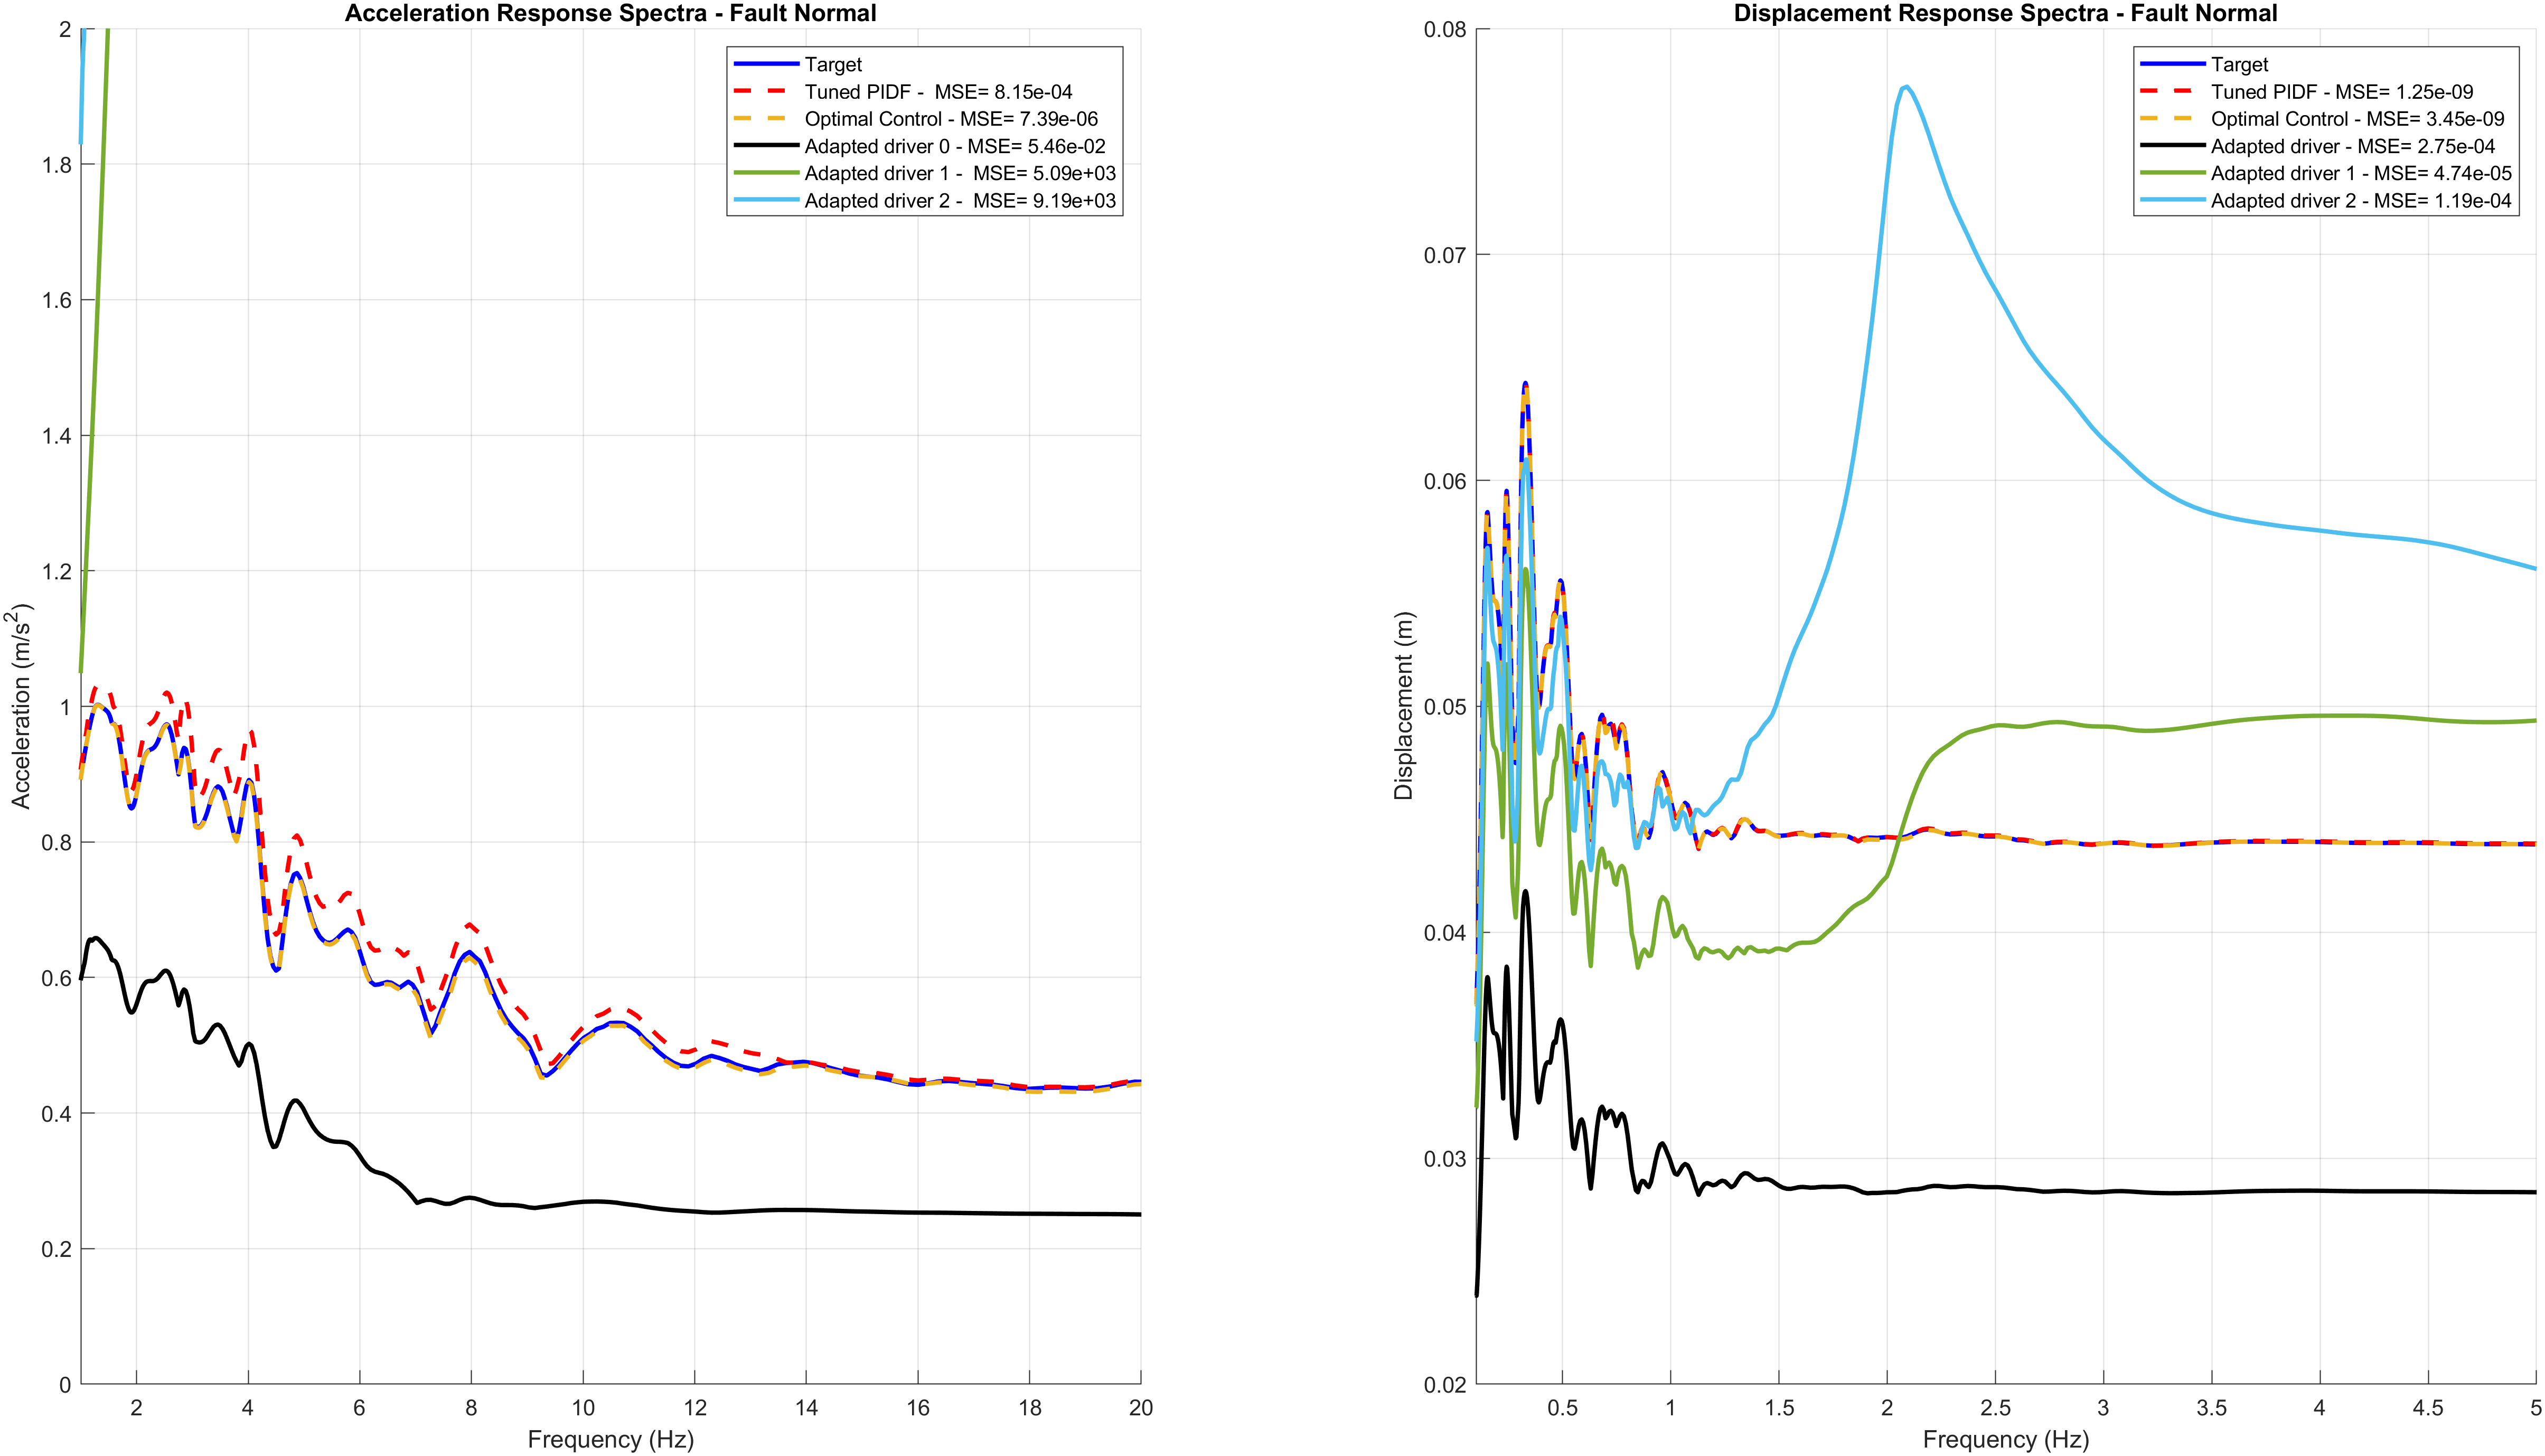 Acceleration Response Spectra - Fault Normal
Target
Tuned PIDF -  MSE= 8.15e-04
Optimal Control - MSE= 7.39e-06
Adapted driver 0 - MSE= 5.46e-02
Adapted driver 1 -  MSE= 5.09e+03
Adapted driver 2 -  MSE= 9.19e+03
2
1.8
1.6
1.4
1.2
1
0.8
0.6
0.4
0.2
0
Acceleration (m/s²)
2 4 6 8 10 12 14 16 18 20
Frequency (Hz)
Displacement Response Spectra - Fault Normal
Target
Tuned PIDF - MSE= 1.25e-09
Optimal Control - MSE= 3.45e-09
Adapted driver - MSE= 2.75e-04
Adapted driver 1 - MSE= 4.74e-05
Adapted driver 2 - MSE= 1.19e-04
0.08
0.07
0.06
0.05
0.04
0.03
0.02
Displacement (m)
0.5 1 1.5 2 2.5 3 3.5 4 4.5 5
Frequency (Hz)